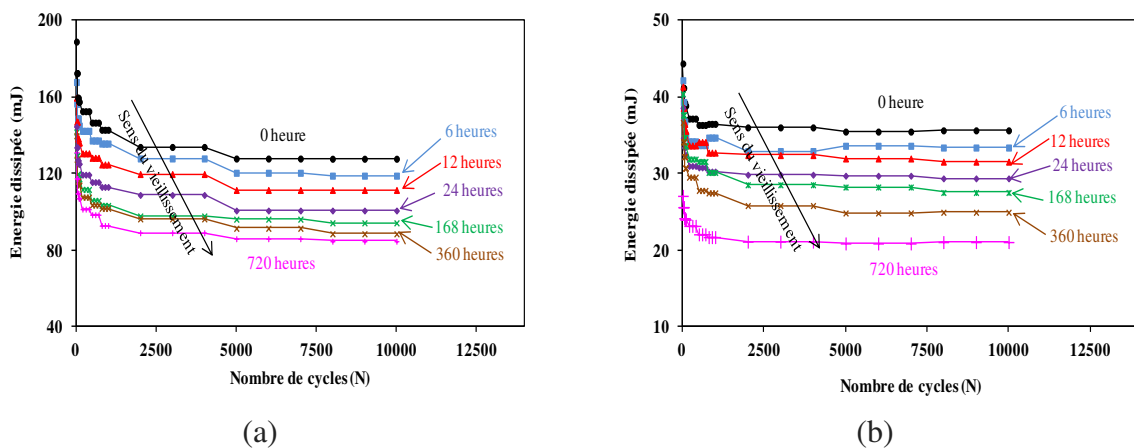 200
160
120
80
40
Energie dissipée (mJ)
0
2500
5000
7500
10000
12500
Nombre de cycles (N)
Sens du vieillissement
0 heure
6 heures
12 heures
24 heures
168 heures
360 heures
720 heures
(a)
50
40
30
20
10
Energie dissipée (mJ)
0
2500
5000
7500
10000
12500
Nombre de cycles (N)
Sens du vieillissement
0 heure
6 heures
12 heures
24 heures
168 heures
360 heures
720 heures
(b)